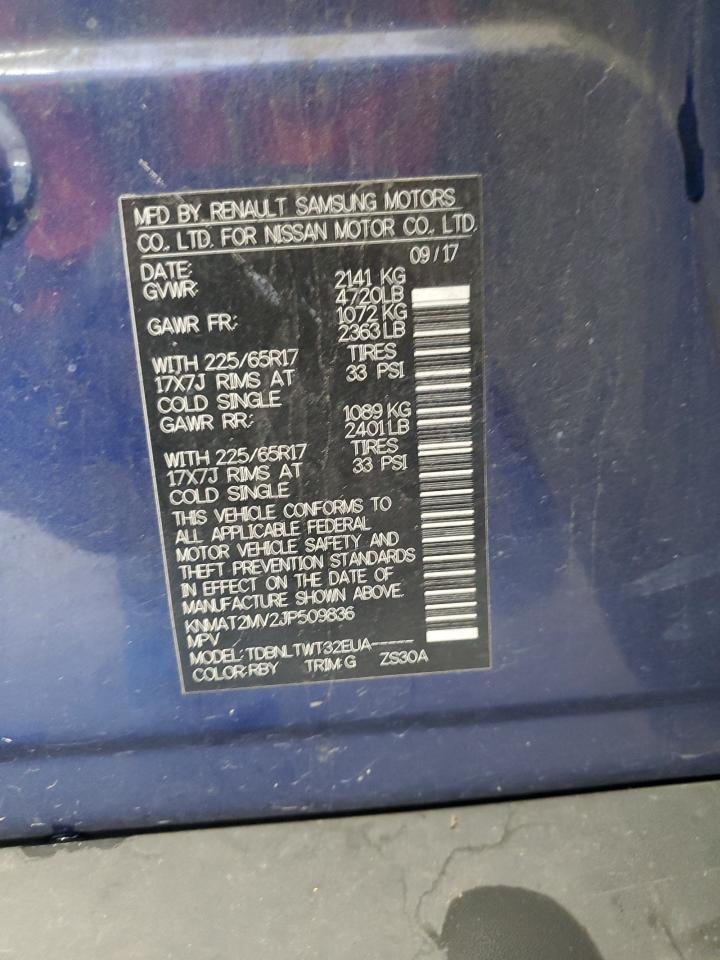 MFD BY RENAULT SAMSUNG MOTORS
CO., LTD. FOR NISSAN MOTOR CO., LTD.
DATE: 09/17
GVWR: 2141 KG
4720LB
GAWR FR: 1072 KG
2363LB
WITH 225/65R17 TIRES
17X7J RIMS AT 33 PSI
COLD SINGLE
GAWR RR: 1089 KG
2401LB
WITH 225/65R17 TIRES
17X7J RIMS AT 33 PSI
COLD SINGLE
THIS VEHICLE CONFORMS TO
ALL APPLICABLE FEDERAL
MOTOR VEHICLE SAFETY AND
THEFT PREVENTION STANDARDS
IN EFFECT ON THE DATE OF
MANUFACTURE SHOWN ABOVE.
KNMAT2MV2JP509836
MPV
MODEL: TDBNLTWT32EUA-----
COLOR:RBY TRIM:G ZS30A